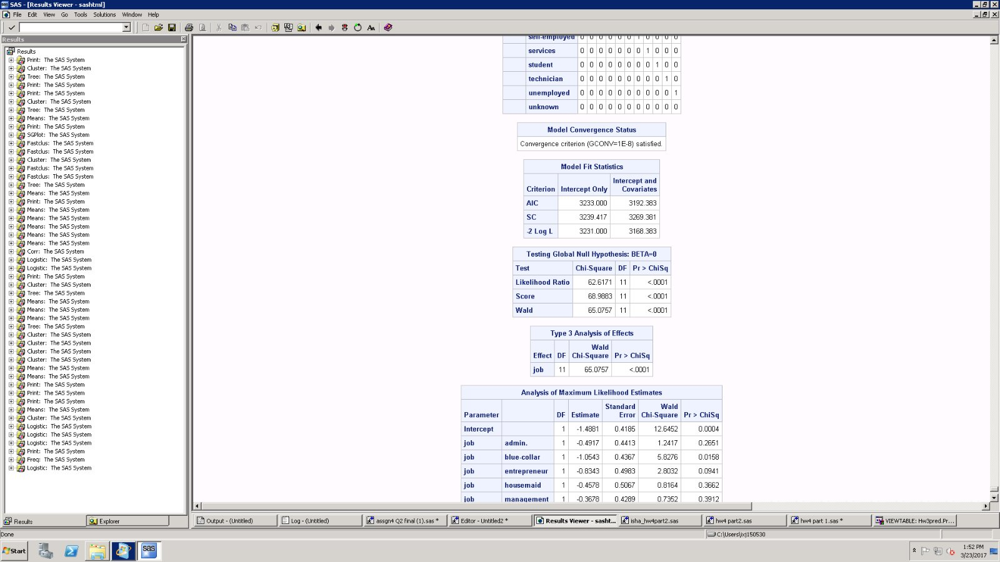 SAS - [Results Viewer - sashtml]
File Edit View Go Tools Solutions Window Help
Results
Results
Print: The SAS System
Cluster: The SAS System
Tree: The SAS System
Print: The SAS System
Print: The SAS System
Cluster: The SAS System
Tree: The SAS System
Means: The SAS System
Print: The SAS System
SGPlot: The SAS System
Fastclus: The SAS System
Fastclus: The SAS System
Cluster: The SAS System
Fastclus: The SAS System
Fastclus: The SAS System
Tree: The SAS System
Means: The SAS System
Print: The SAS System
Means: The SAS System
Means: The SAS System
Means: The SAS System
Means: The SAS System
Means: The SAS System
Corr: The SAS System
Logistic: The SAS System
Logistic: The SAS System
Print: The SAS System
Cluster: The SAS System
Tree: The SAS System
Means: The SAS System
Means: The SAS System
Means: The SAS System
Tree: The SAS System
Cluster: The SAS System
Cluster: The SAS System
Cluster: The SAS System
Cluster: The SAS System
Means: The SAS System
Means: The SAS System
Print: The SAS System
Print: The SAS System
Print: The SAS System
Means: The SAS System
Cluster: The SAS System
Logistic: The SAS System
Logistic: The SAS System
Logistic: The SAS System
Print: The SAS System
Freq: The SAS System
Logistic: The SAS System
self-employed 0 0 0 0 0 0 1 0 0 0 0
services 0 0 0 0 0 0 0 1 0 0 0
student 0 0 0 0 0 0 0 0 1 0 0
technician 0 0 0 0 0 0 0 0 0 1 0
unemployed 0 0 0 0 0 0 0 0 0 0 1
unknown 0 0 0 0 0 0 0 0 0 0 0
Model Convergence Status
Convergence criterion (GCONV=1E-8) satisfied.
Model Fit Statistics
Criterion Intercept Only Intercept and Covariates
AIC 3233.000 3192.383
SC 3239.417 3269.381
-2 Log L 3231.000 3168.383
Testing Global Null Hypothesis: BETA=0
Test Chi-Square DF Pr > ChiSq
Likelihood Ratio 62.6171 11 <.0001
Score 68.9883 11 <.0001
Wald 65.0757 11 <.0001
Type 3 Analysis of Effects
Effect DF Wald Chi-Square Pr > ChiSq
job 11 65.0757 <.0001
Analysis of Maximum Likelihood Estimates
Parameter DF Estimate Standard Error Wald Chi-Square Pr > ChiSq
Intercept 1 -1.4881 0.4185 12.6452 0.0004
job admin. 1 -0.4917 0.4413 1.2417 0.2651
job blue-collar 1 -1.0543 0.4367 5.8276 0.0158
job entrepreneur 1 -0.8343 0.4983 2.8032 0.0941
job housemaid 1 -0.4578 0.5067 0.8164 0.3662
job management 1 -0.3678 0.4289 0.7352 0.3912
Results Explorer
Output - (Untitled) Log - (Untitled) assgn4 Q2 final (1).sas * Editor - Untitled2 * Results Viewer - sasht... isha_hw4part2.sas hw4 part2.sas hw4 part 1.sas * VIEWTABLE: Hw3pred.Pr...
Done C:\Users\ixj150530
Start sas 1:52 PM
3/23/2017